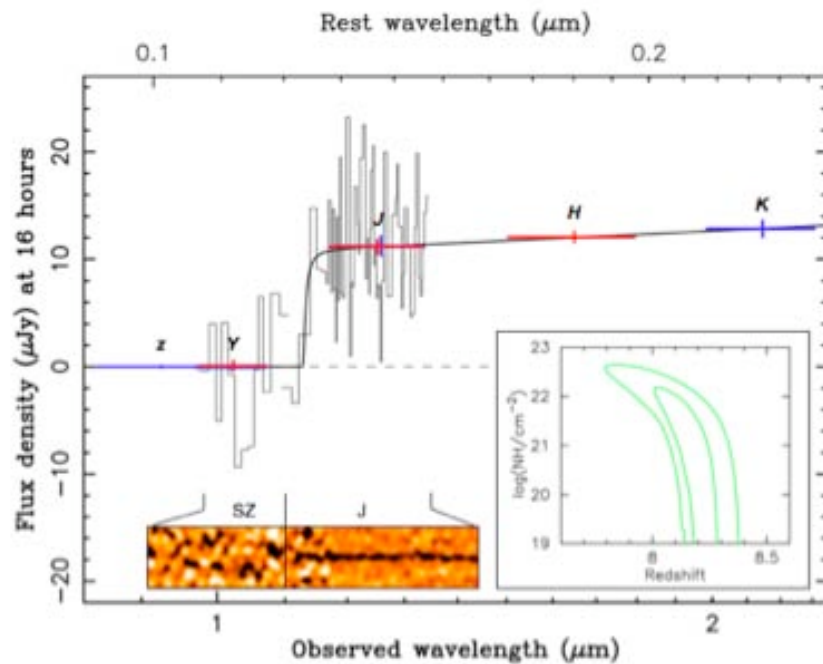 Rest wavelength (μm)
0.1
0.2
Flux density (μJy) at 16 hours
20
10
0
−10
−20
z
Y
J
H
K
SZ
J
log(NH/cm⁻²)
23
22
21
20
19
8
8.5
Redshift
1
2
Observed wavelength (μm)